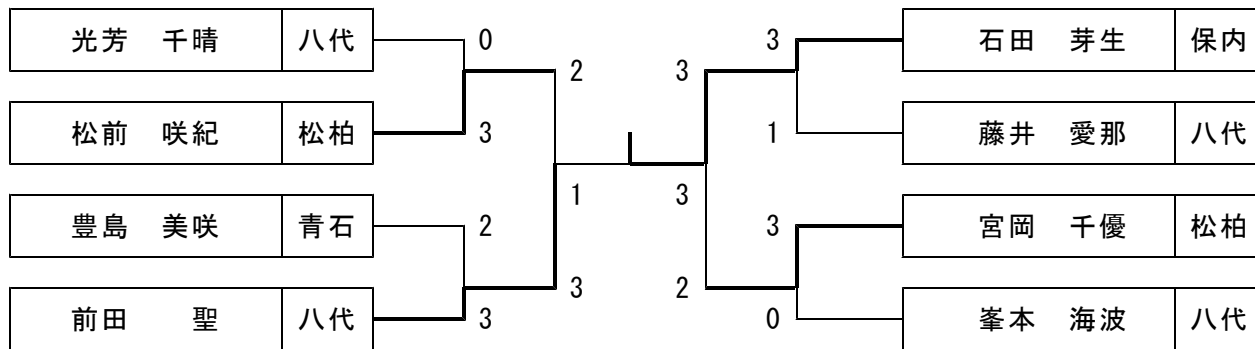 光芳　千晴 八代 0 3 石田　芽生 保内
2 3
松前　咲紀 松柏 3 1 藤井　愛那 八代
1 3
豊島　美咲 青石 2 3 宮岡　千優 松柏
3 2
前田　　聖 八代 3 0 峯本　海波 八代